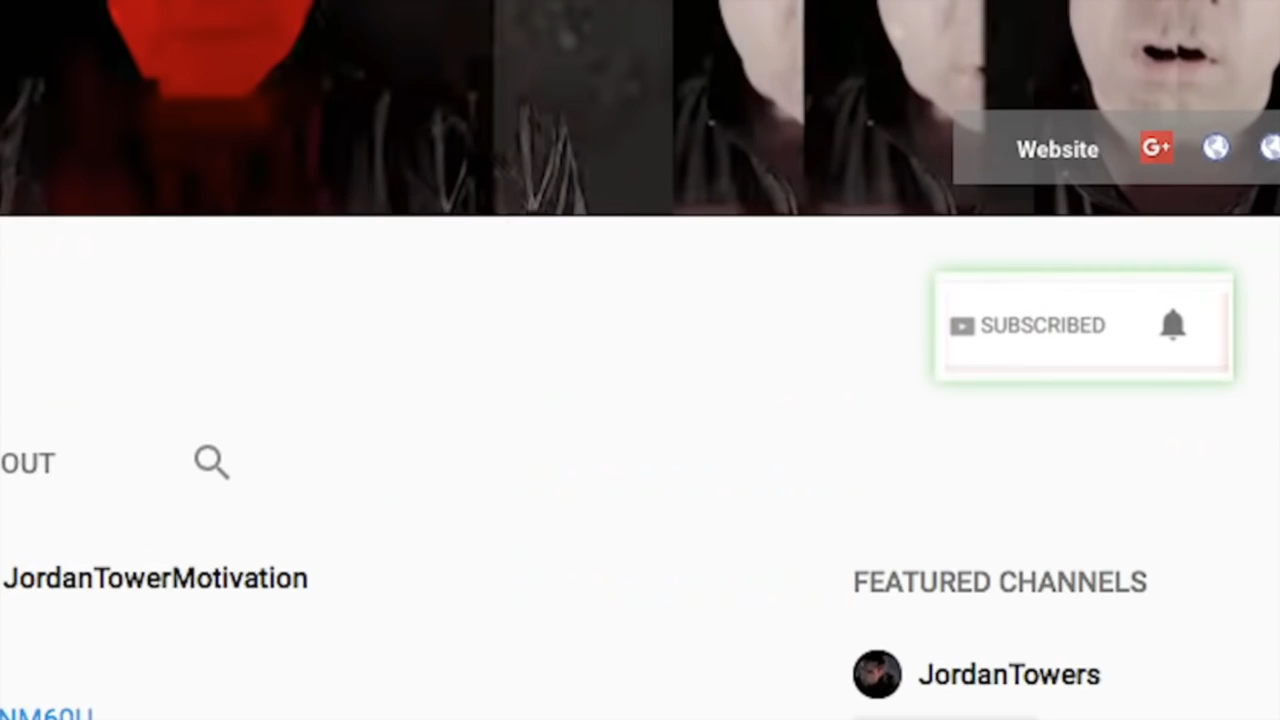 Website G+
SUBSCRIBED
OUT
JordanTowerMotivation
FEATURED CHANNELS
JordanTowers